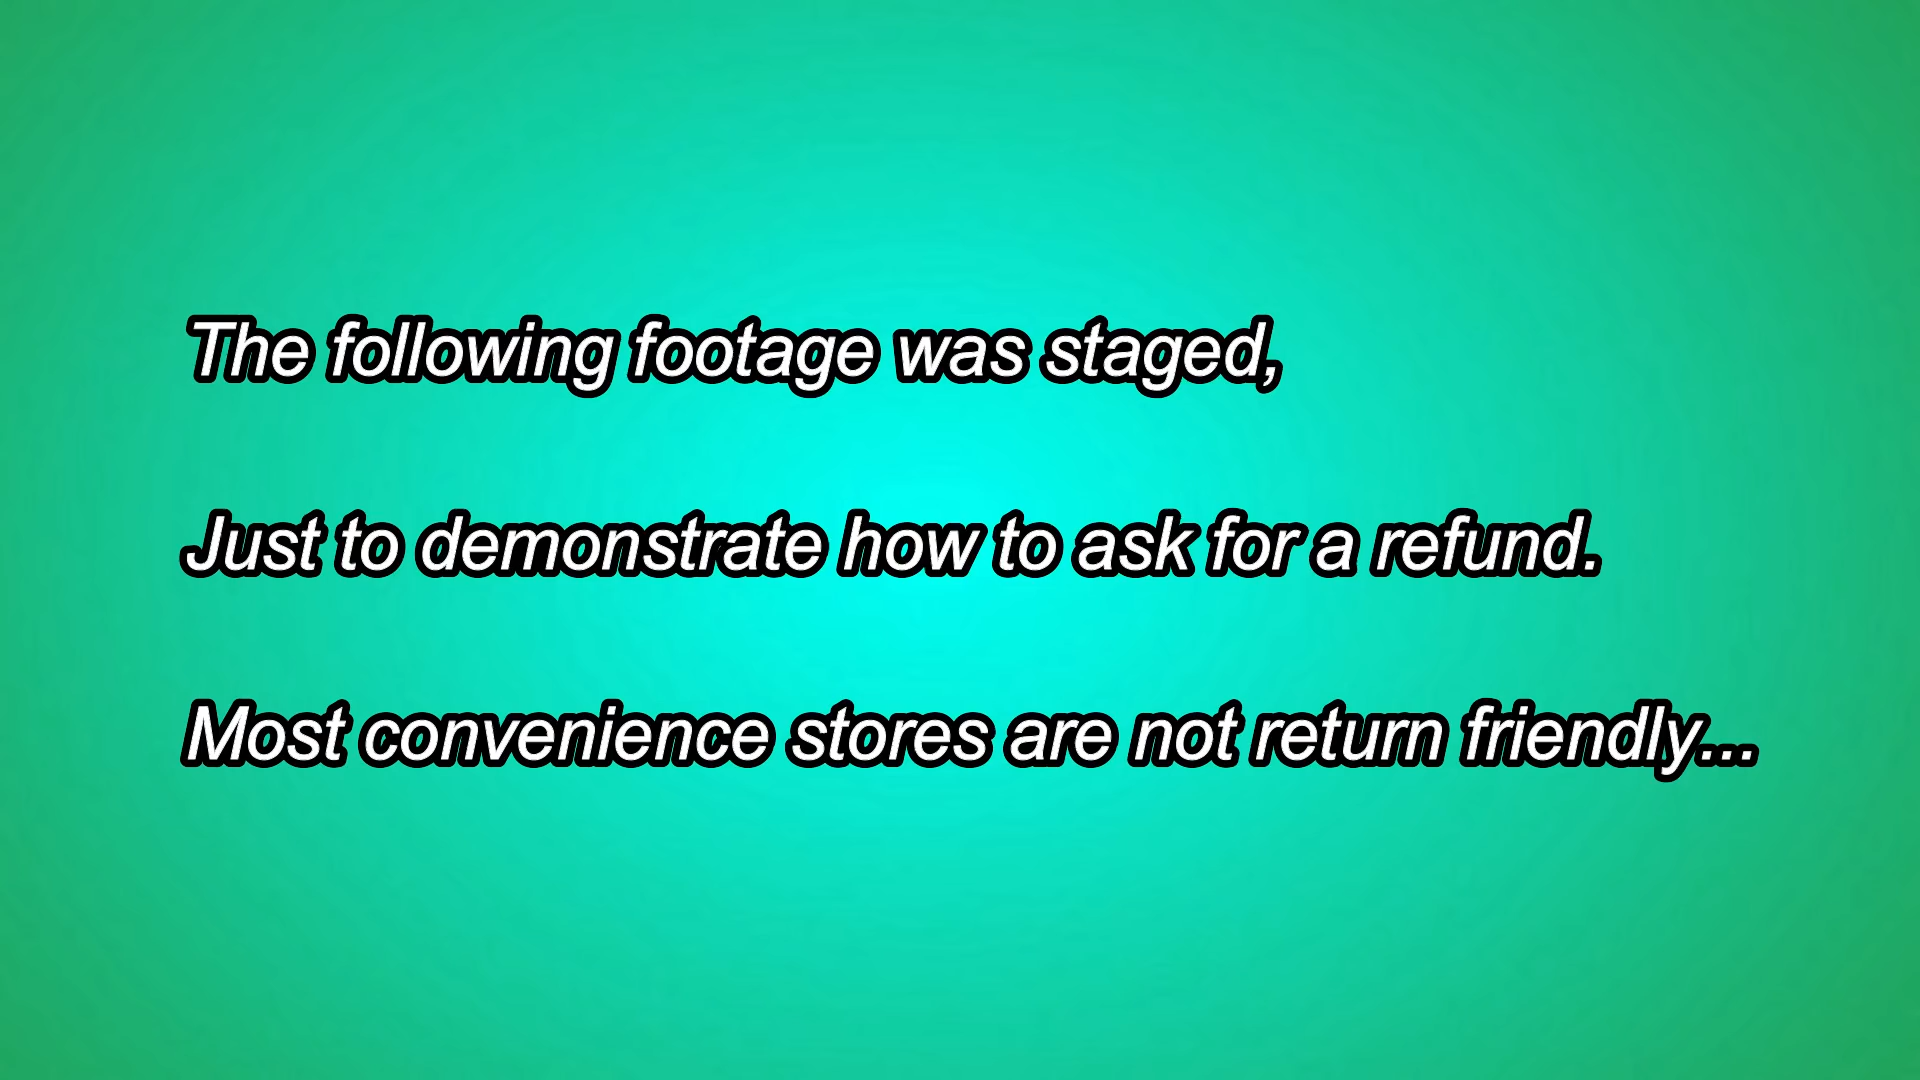 The following footage was staged,
Just to demonstrate how to ask for a refund.
Most convenience stores are not return friendly...